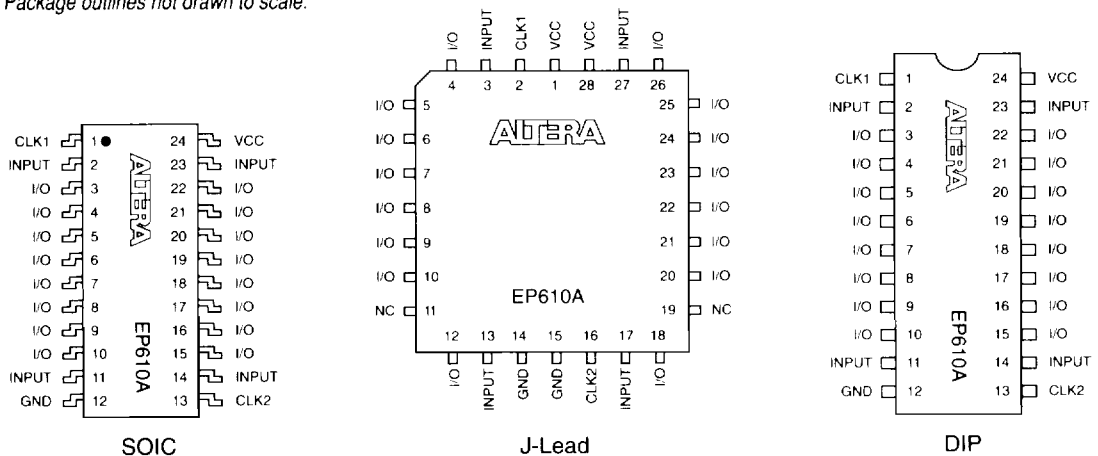 Package outlines not drawn to scale.
CLK1 1 24 VCC
INPUT 2 23 INPUT
I/O 3 22 I/O
I/O 4 21 I/O
I/O 5 20 I/O
I/O 6 19 I/O
I/O 7 18 I/O
I/O 8 17 I/O
I/O 9 16 I/O
I/O 10 15 I/O
INPUT 11 14 INPUT
GND 12 13 CLK2
ALTERA
EP610A
SOIC
I/O INPUT CLK1 VCC VCC INPUT I/O
4 3 2 1 28 27 26
I/O 5 25 I/O
I/O 6 24 I/O
I/O 7 23 I/O
I/O 8 22 I/O
I/O 9 21 I/O
I/O 10 20 I/O
NC 11 19 NC
ALTERA
EP610A
12 13 14 15 16 17 18
I/O INPUT GND GND CLK2 INPUT I/O
J-Lead
CLK1 1 24 VCC
INPUT 2 23 INPUT
I/O 3 22 I/O
I/O 4 21 I/O
I/O 5 20 I/O
I/O 6 19 I/O
I/O 7 18 I/O
I/O 8 17 I/O
I/O 9 16 I/O
I/O 10 15 I/O
INPUT 11 14 INPUT
GND 12 13 CLK2
ALTERA
EP610A
DIP